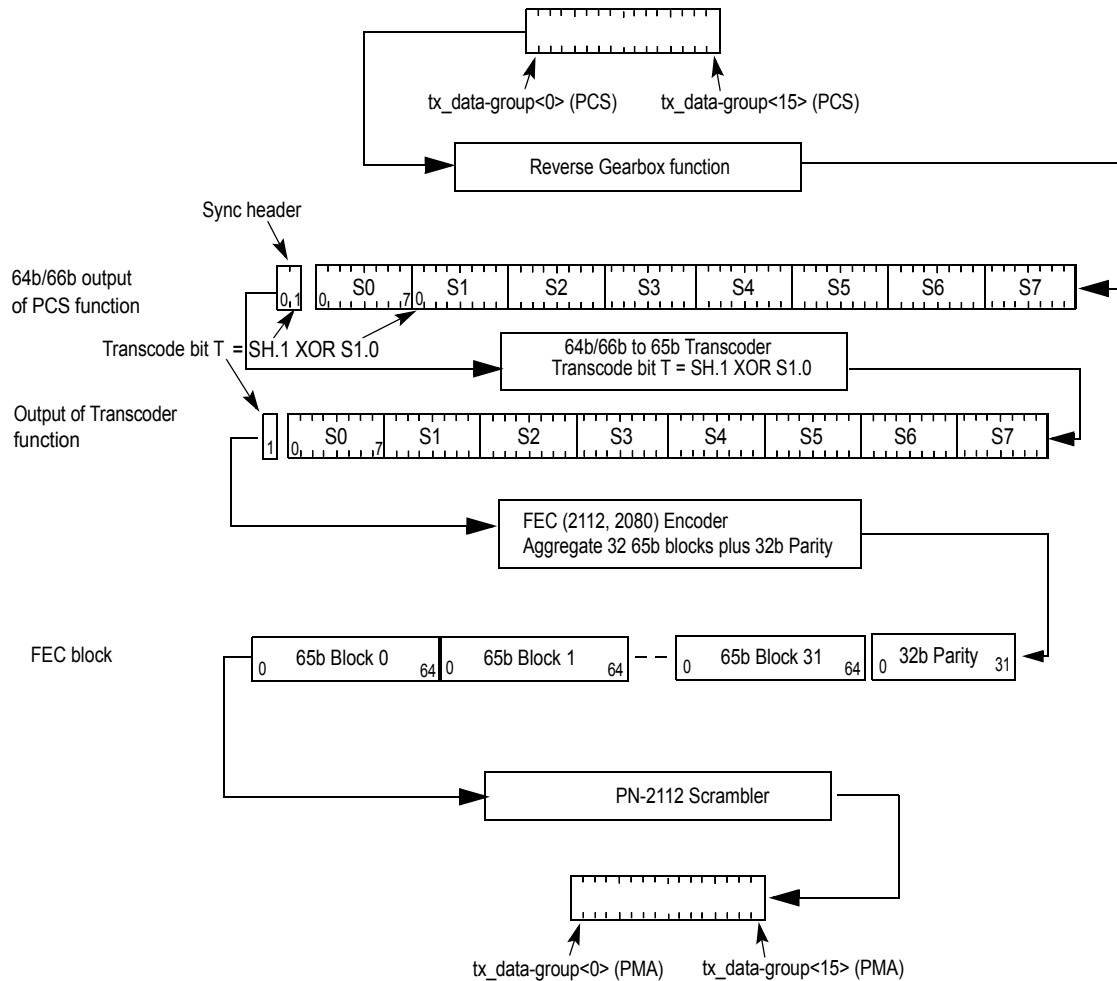 tx_data-group<0> (PCS)
tx_data-group<15> (PCS)
Reverse Gearbox function
Sync header
64b/66b output
of PCS function
0 1
0 S0 7
0 S1
S2
S3
S4
S5
S6
S7
Transcode bit T = SH.1 XOR S1.0
64b/66b to 65b Transcoder
Transcode bit T = SH.1 XOR S1.0
Output of Transcoder
function
1
0 S0 7
S1
S2
S3
S4
S5
S6
S7
FEC (2112, 2080) Encoder
Aggregate 32 65b blocks plus 32b Parity
FEC block
0 65b Block 0 64
0 65b Block 1 64
0 65b Block 31 64
0 32b Parity 31
PN-2112 Scrambler
tx_data-group<0> (PMA)
tx_data-group<15> (PMA)